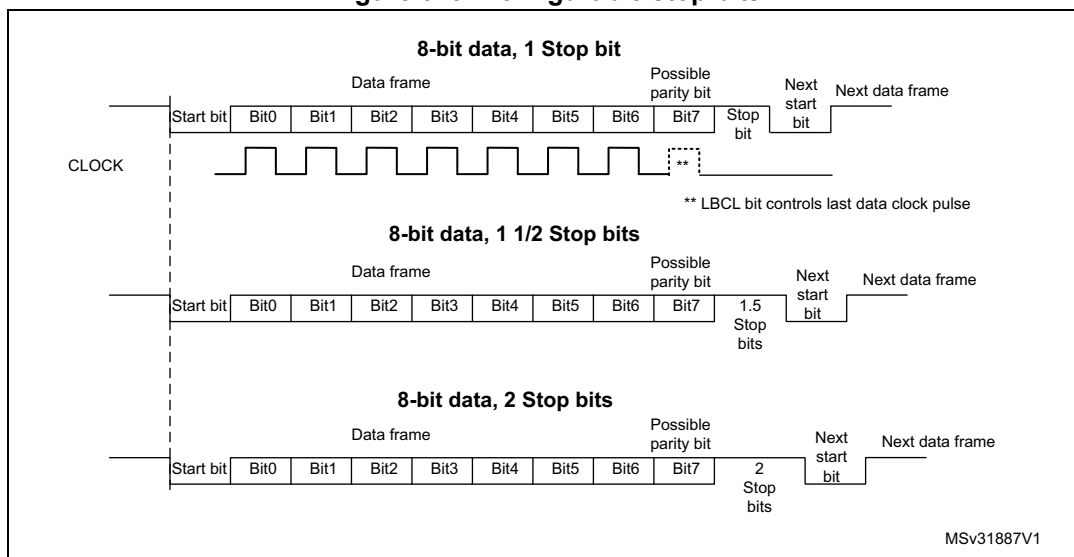 8-bit data, 1 Stop bit
Data frame
Possible
parity bit
Next
start
bit
Next data frame
Start bit Bit0 Bit1 Bit2 Bit3 Bit4 Bit5 Bit6 Bit7 Stop
bit
CLOCK
**
** LBCL bit controls last data clock pulse
8-bit data, 1 1/2 Stop bits
Data frame
Possible
parity bit
Next
start
bit
Next data frame
Start bit Bit0 Bit1 Bit2 Bit3 Bit4 Bit5 Bit6 Bit7 1.5
Stop
bits
8-bit data, 2 Stop bits
Data frame
Possible
parity bit
Next
start
bit
Next data frame
Start bit Bit0 Bit1 Bit2 Bit3 Bit4 Bit5 Bit6 Bit7 2
Stop
bits
MSv31887V1